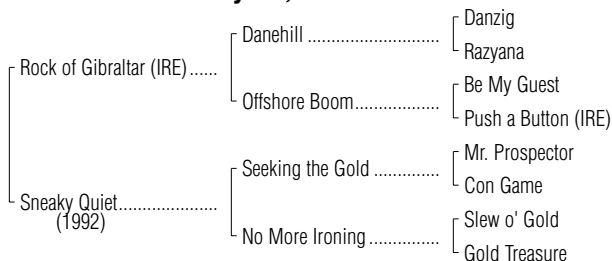 Danzig
Danehill ..............................
Razyana
Rock of Gibraltar (IRE) ......
Be My Guest
Offshore Boom...................
Push a Button (IRE)
Mr. Prospector
Seeking the Gold ...............
Con Game
Sneaky Quiet......................
(1992)
Slew o' Gold
No More Ironing ................
Gold Treasure